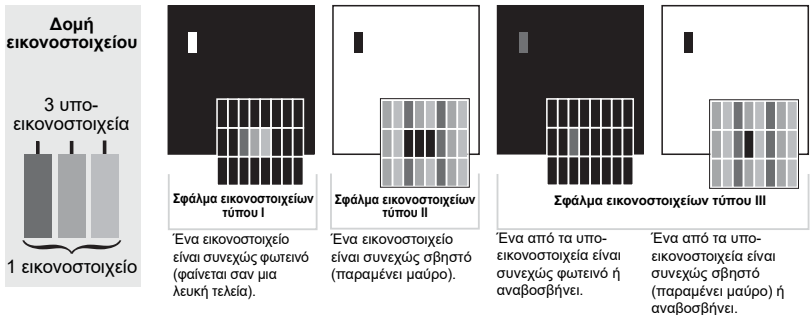 Δομή
εικονοστοιχείου
3 υπο-
εικονοστοιχεία
1 εικονοστοιχείο
Σφάλμα εικονοστοιχείων
τύπου I
Ένα εικονοστοιχείο
είναι συνεχώς φωτεινό
(φαίνεται σαν μια
λευκή τελεία).
Σφάλμα εικονοστοιχείων
τύπου II
Ένα εικονοστοιχείο
είναι συνεχώς σβηστό
(παραμένει μαύρο).
Σφάλμα εικονοστοιχείων τύπου III
Ένα από τα υπο-
εικονοστοιχεία είναι
συνεχώς φωτεινό ή
αναβοσβήνει.
Ένα από τα υπο-
εικονοστοιχεία είναι
συνεχώς σβηστό
(παραμένει μαύρο) ή
αναβοσβήνει.